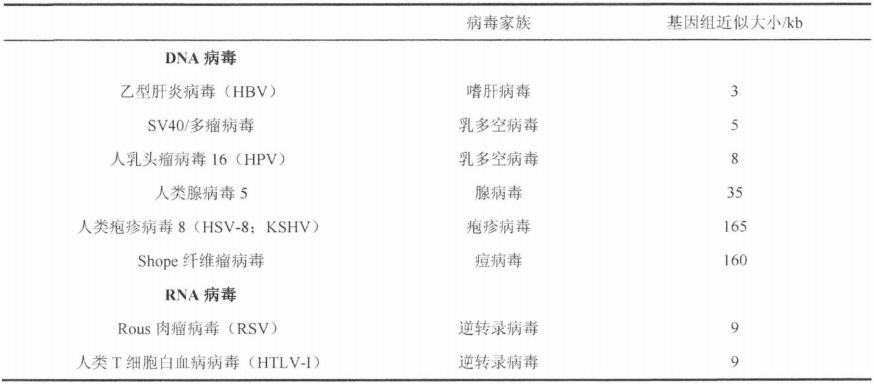 病毒家族 基因组近似大小/kb
DNA 病毒
乙型肝炎病毒（HBV） 嗜肝病毒 3
SV40/多瘤病毒 乳多空病毒 5
人乳头瘤病毒 16（HPV） 乳多空病毒 8
人类腺病毒 5 腺病毒 35
人类疱疹病毒 8（HSV-8；KSHV） 疱疹病毒 165
Shope 纤维瘤病毒 痘病毒 160
RNA 病毒
Rous 肉瘤病毒（RSV） 逆转录病毒 9
人类 T 细胞白血病病毒（HTLV-I） 逆转录病毒 9